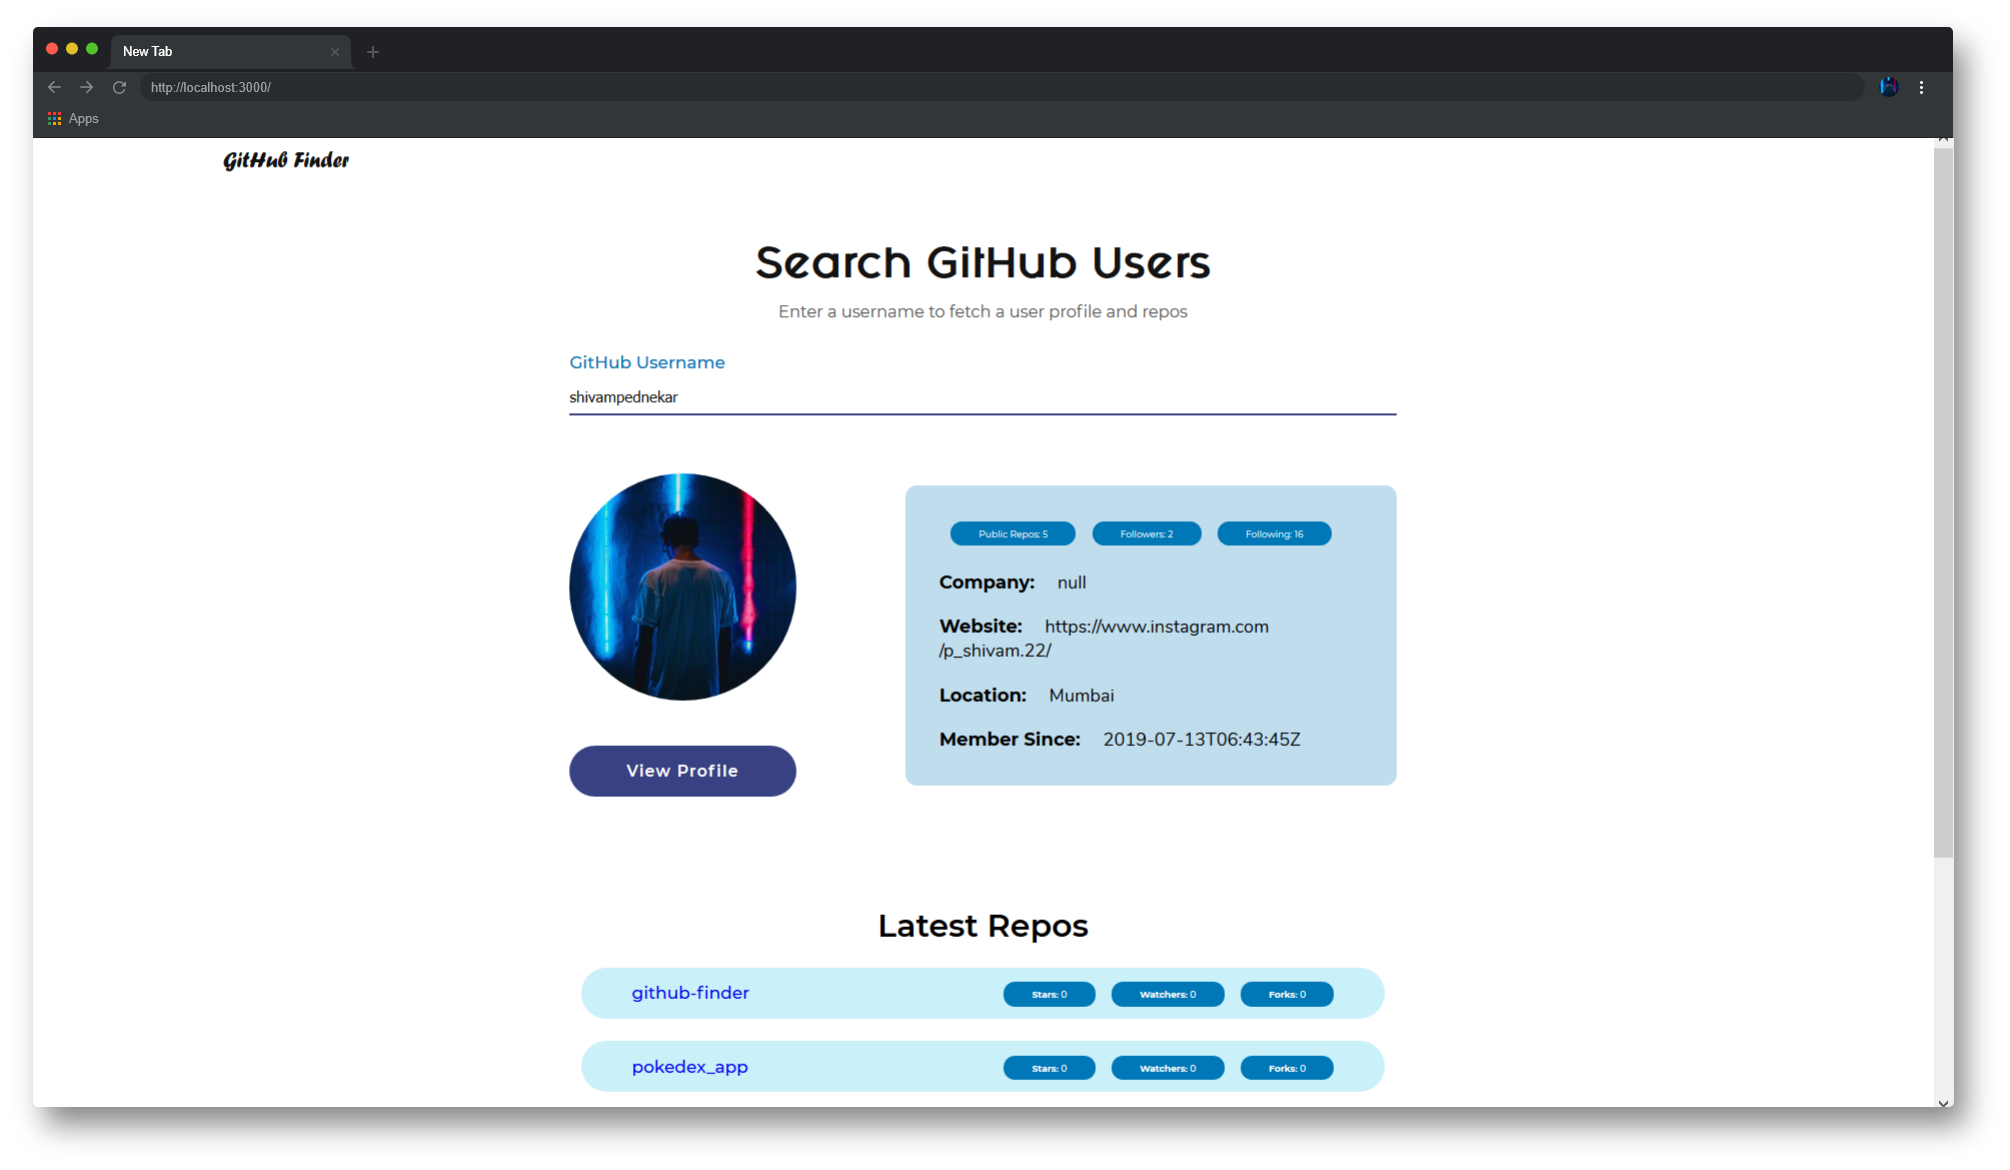 New Tab
http://localhost:3000/
Apps
GitHub Finder
Search GitHub Users
Enter a username to fetch a user profile and repos
GitHub Username
shivampednekar
Public Repos: 5 Followers: 2 Following: 16
Company: null
Website: https://www.instagram.com
/p_shivam.22/
Location: Mumbai
Member Since: 2019-07-13T06:43:45Z
View Profile
Latest Repos
github-finder Stars: 0 Watchers: 0 Forks: 0
pokedex_app Stars: 0 Watchers: 0 Forks: 0